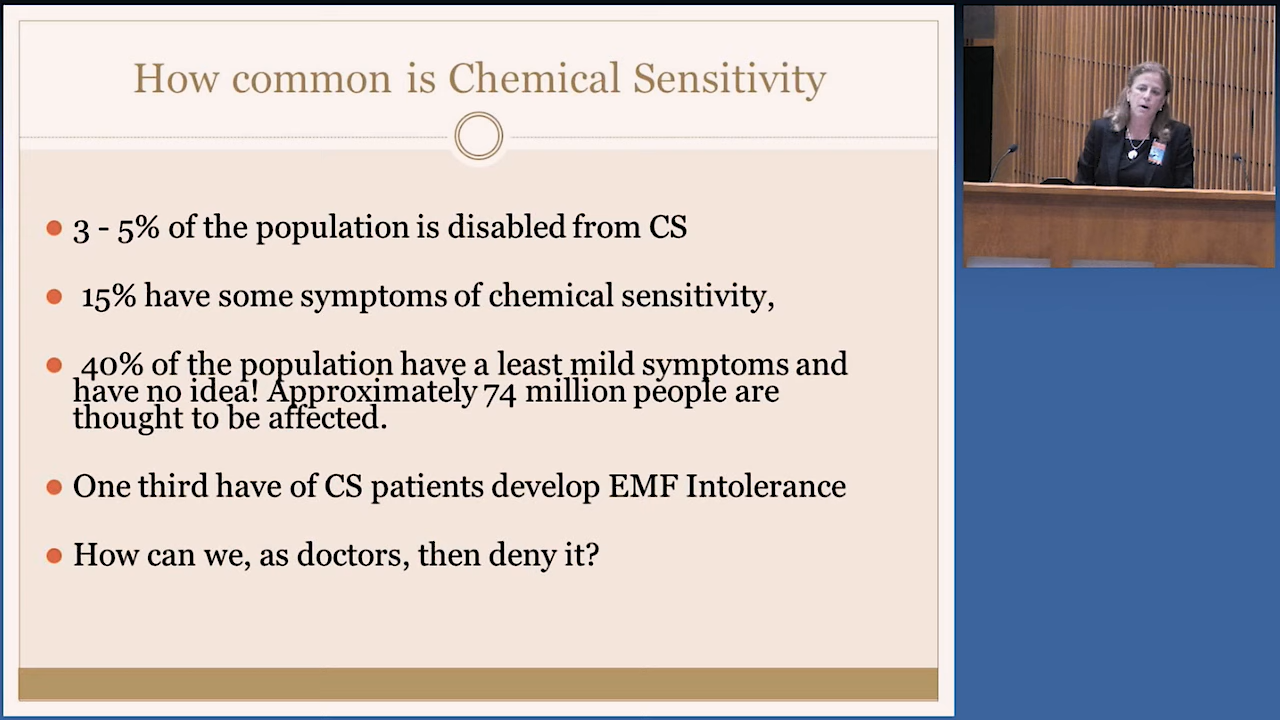 How common is Chemical Sensitivity
3 - 5% of the population is disabled from CS
15% have some symptoms of chemical sensitivity,
40% of the population have a least mild symptoms and
have no idea! Approximately 74 million people are
thought to be affected.
One third have of CS patients develop EMF Intolerance
How can we, as doctors, then deny it?